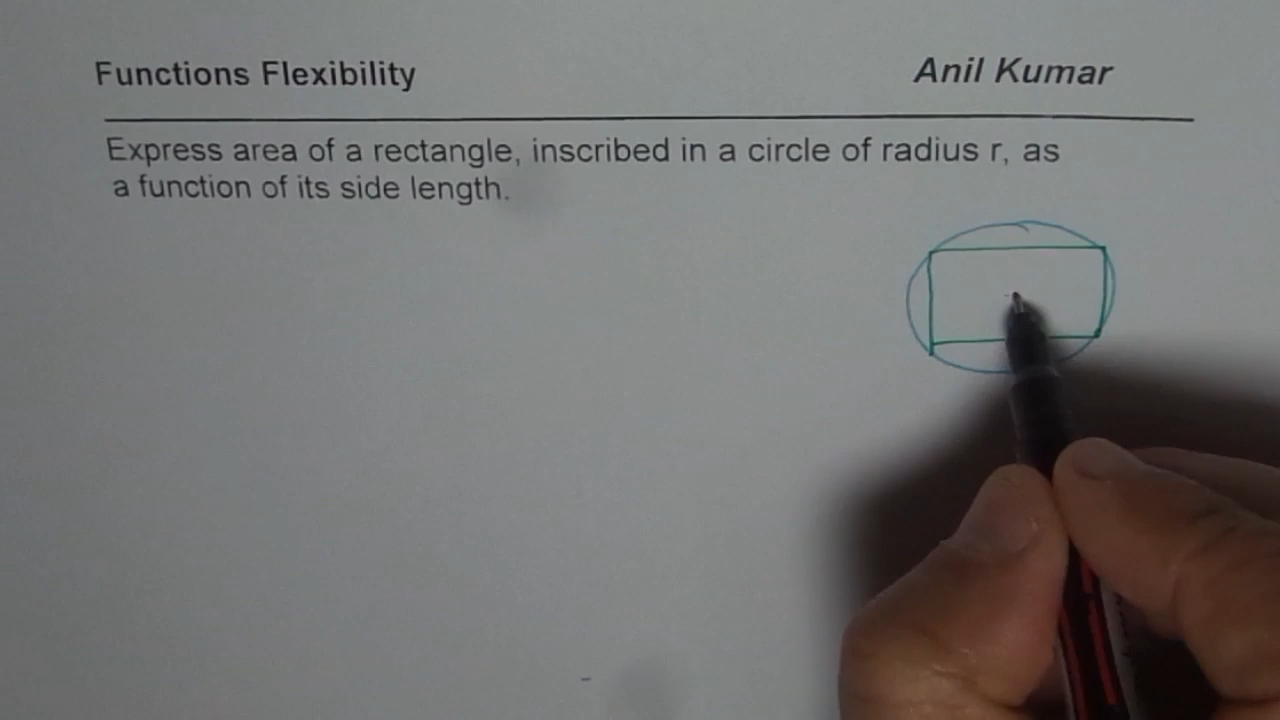 Functions Flexibility
Anil Kumar
Express area of a rectangle, inscribed in a circle of radius r, as
a function of its side length.